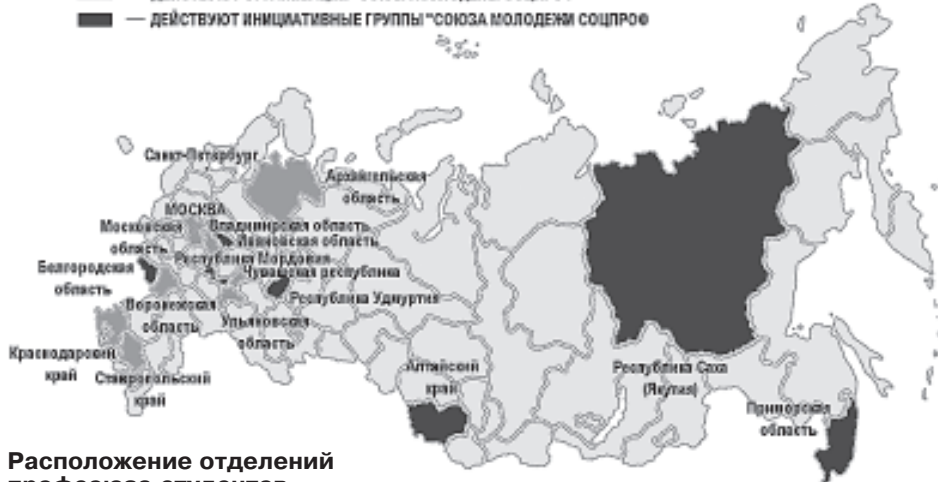 — ДЕЙСТВУЮТ ИНИЦИАТИВНЫЕ ГРУППЫ "СОЮЗА МОЛОДЕЖИ СОЦПРОФ
Санкт-Петербург
Архангельская
область
МОСКВА
Московская
область
Владимирская область
Ивановская область
Республика Мордовия
Чувашская республика
Белгородская
область
Республика Удмуртия
Воронежская
область
Ульяновская
область
Краснодарский
край
Ставропольский
край
Алтайский
край
Республика Саха
(Якутия)
Приморская
область
Расположение отделений